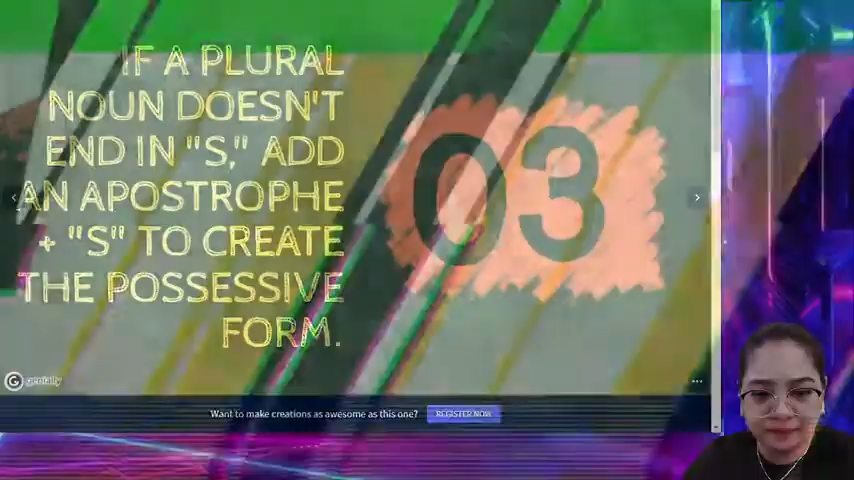 IF A PLURAL
NOUN DOESN'T
END IN "S," ADD
AN APOSTROPHE
+ "S" TO CREATE
THE POSSESSIVE
FORM.
03
genially
Want to make creations as awesome as this one?
REGISTER NOW